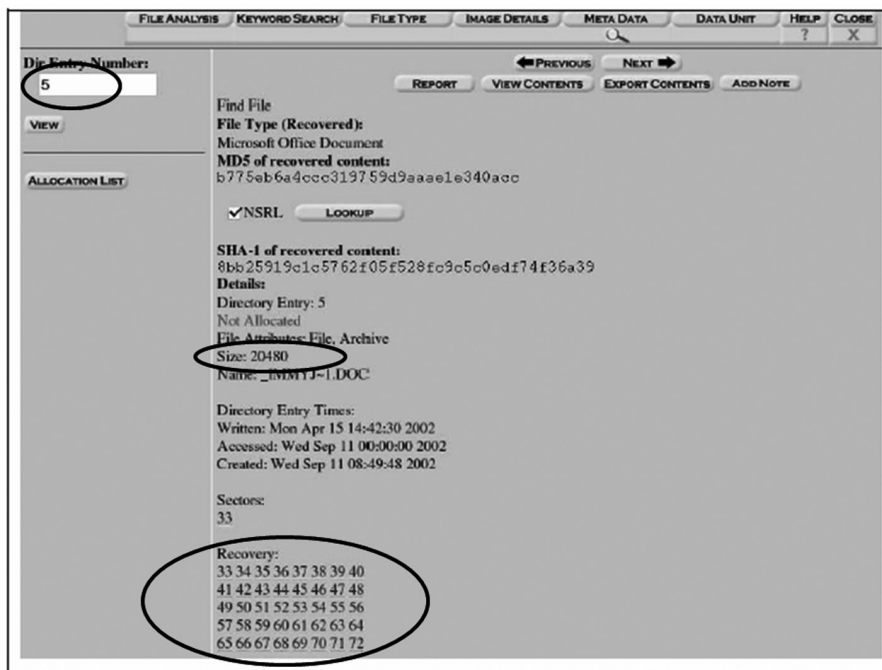 FILE ANALYSIS KEYWORD SEARCH FILE TYPE IMAGE DETAILS META DATA DATA UNIT HELP CLOSE
? X
Dir Entry Number:
5
VIEW
ALLOCATION LIST
PREVIOUS NEXT
REPORT VIEW CONTENTS EXPORT CONTENTS ADD NOTE
Find File
File Type (Recovered):
Microsoft Office Document
MD5 of recovered content:
b775eb6a4ccc319759d9aaae1e340acc
NSRL LOOKUP
SHA-1 of recovered content:
8bb25919c1c5762f05f528fc9c5c0edf74f36a39
Details:
Directory Entry: 5
Not Allocated
File Attributes: File, Archive
Size: 20480
Name: _IMMYJ~1.DOC
Directory Entry Times:
Written: Mon Apr 15 14:42:30 2002
Accessed: Wed Sep 11 00:00:00 2002
Created: Wed Sep 11 08:49:48 2002
Sectors:
33
Recovery:
33 34 35 36 37 38 39 40
41 42 43 44 45 46 47 48
49 50 51 52 53 54 55 56
57 58 59 60 61 62 63 64
65 66 67 68 69 70 71 72